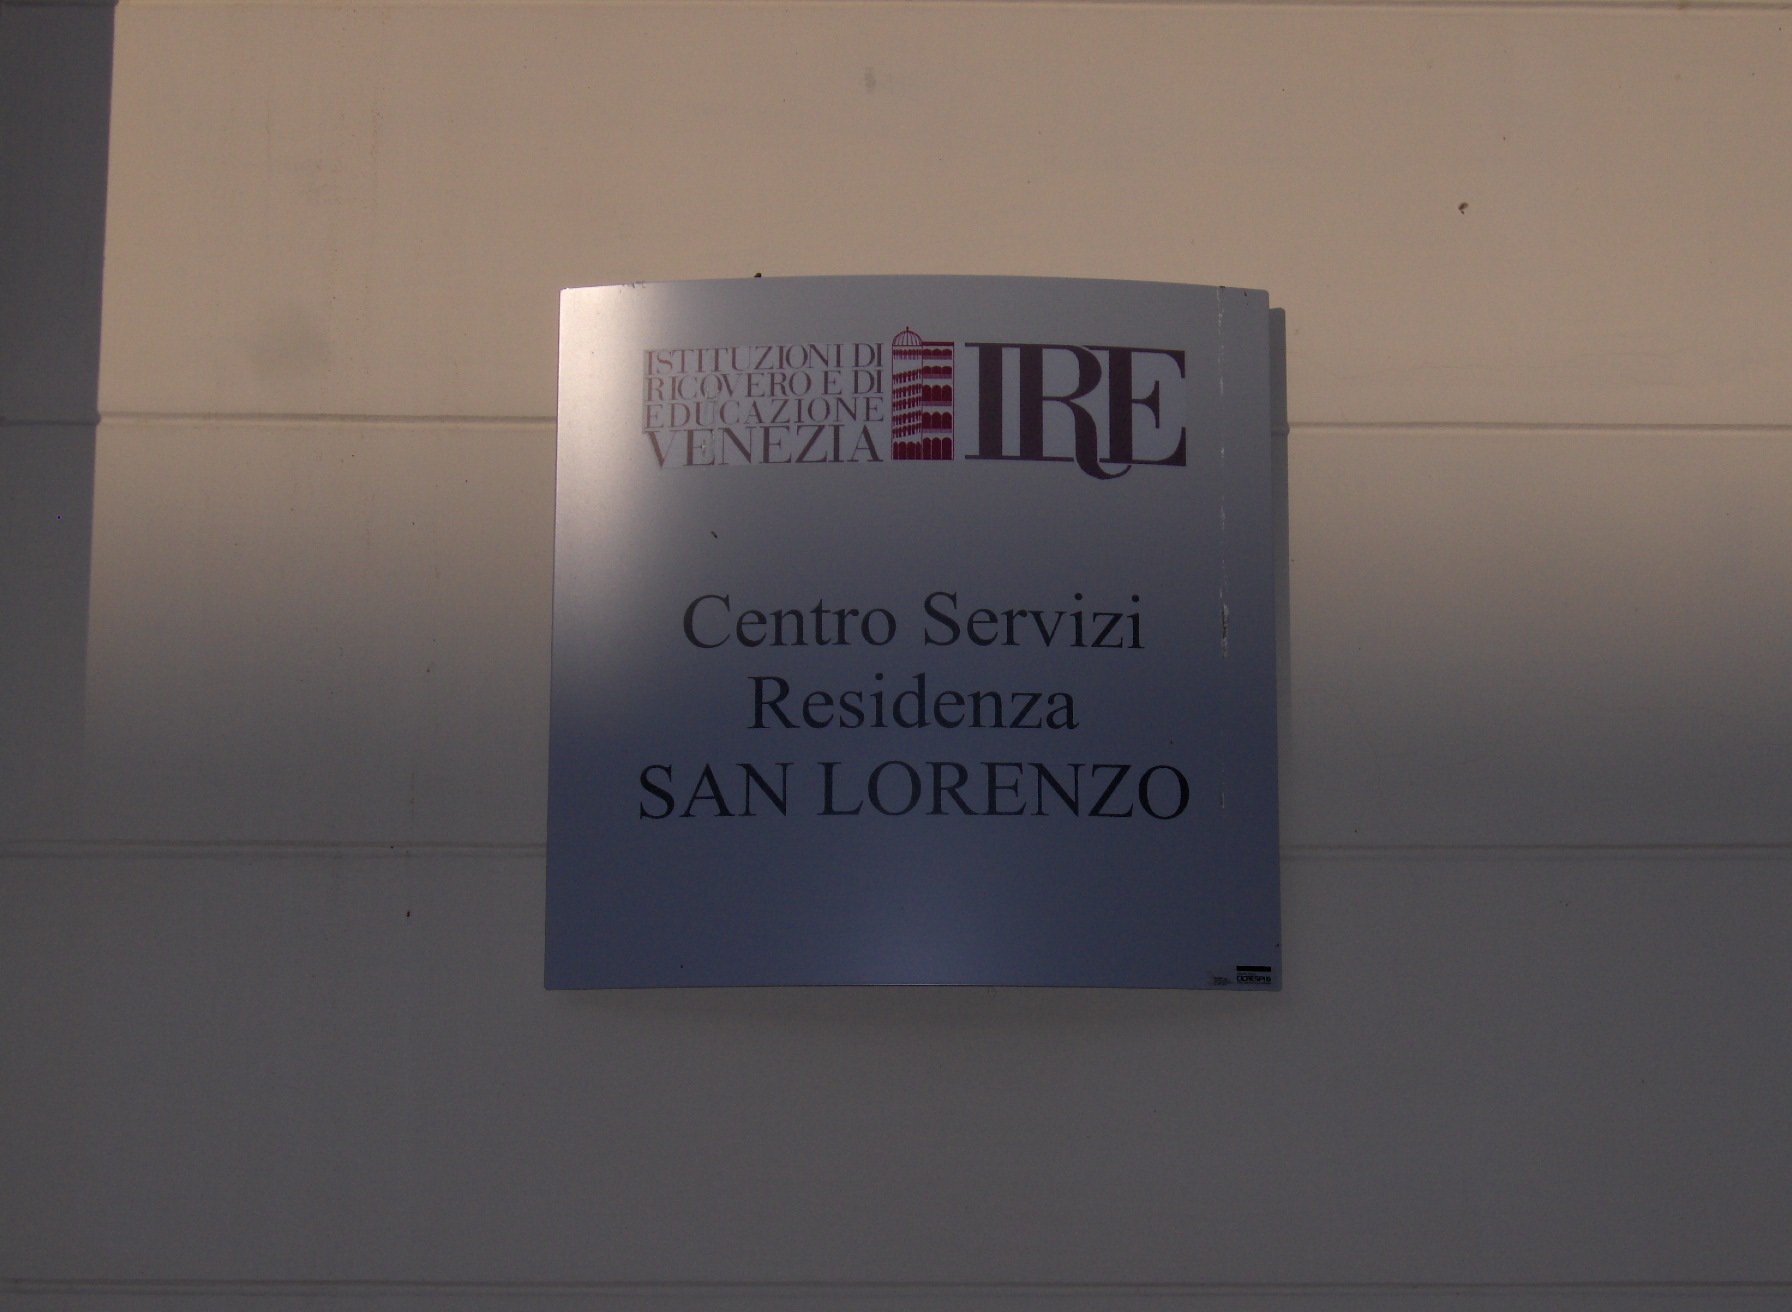 ISTITUZIONI DI
RICOVERO E DI
EDUCAZIONE
VENEZIA
IRE
Centro Servizi
Residenza
SAN LORENZO